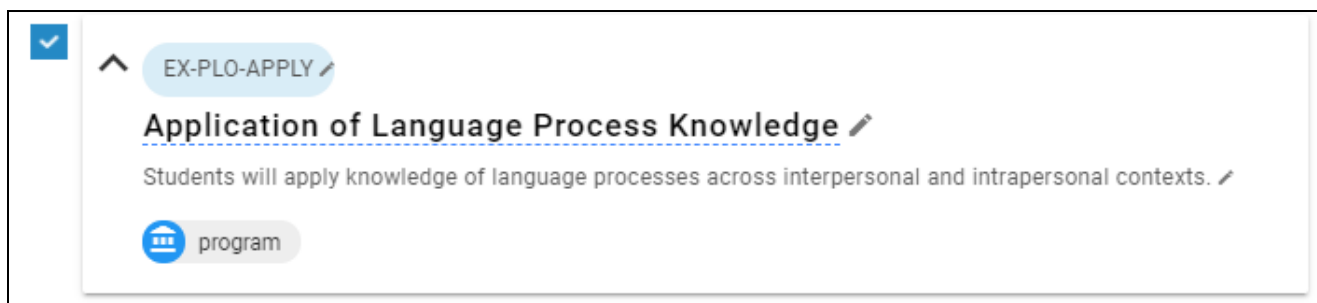 EX-PLO-APPLY
Application of Language Process Knowledge
Students will apply knowledge of language processes across interpersonal and intrapersonal contexts.
program